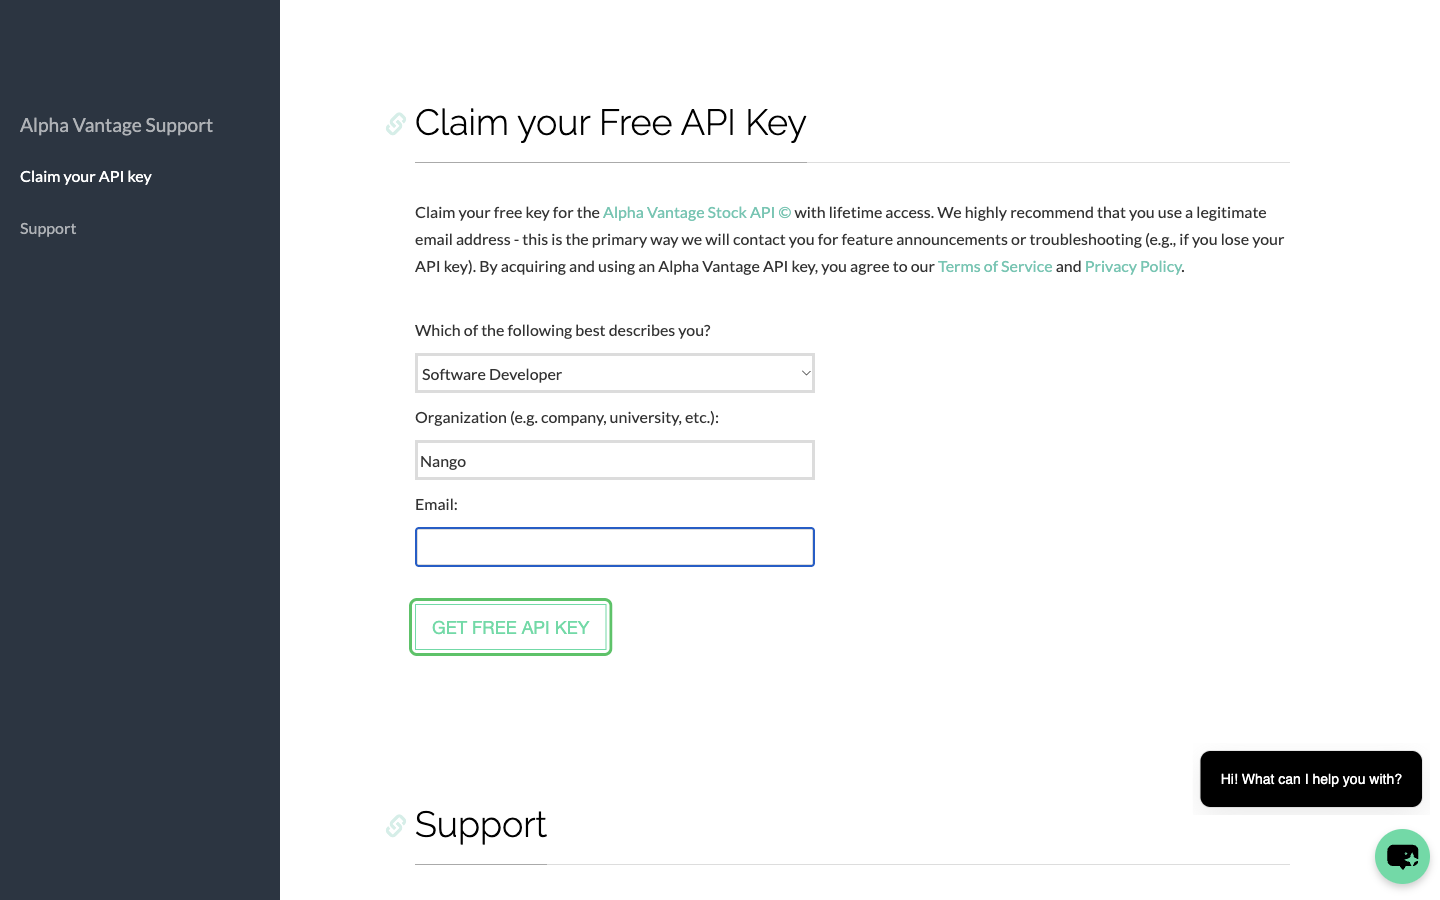 Alpha Vantage Support
Claim your API key
Support
Claim your Free API Key
Claim your free key for the Alpha Vantage Stock API © with lifetime access. We highly recommend that you use a legitimate
email address - this is the primary way we will contact you for feature announcements or troubleshooting (e.g., if you lose your
API key). By acquiring and using an Alpha Vantage API key, you agree to our Terms of Service and Privacy Policy.
Which of the following best describes you?
Software Developer
Organization (e.g. company, university, etc.):
Nango
Email:
GET FREE API KEY
Hi! What can I help you with?
Support